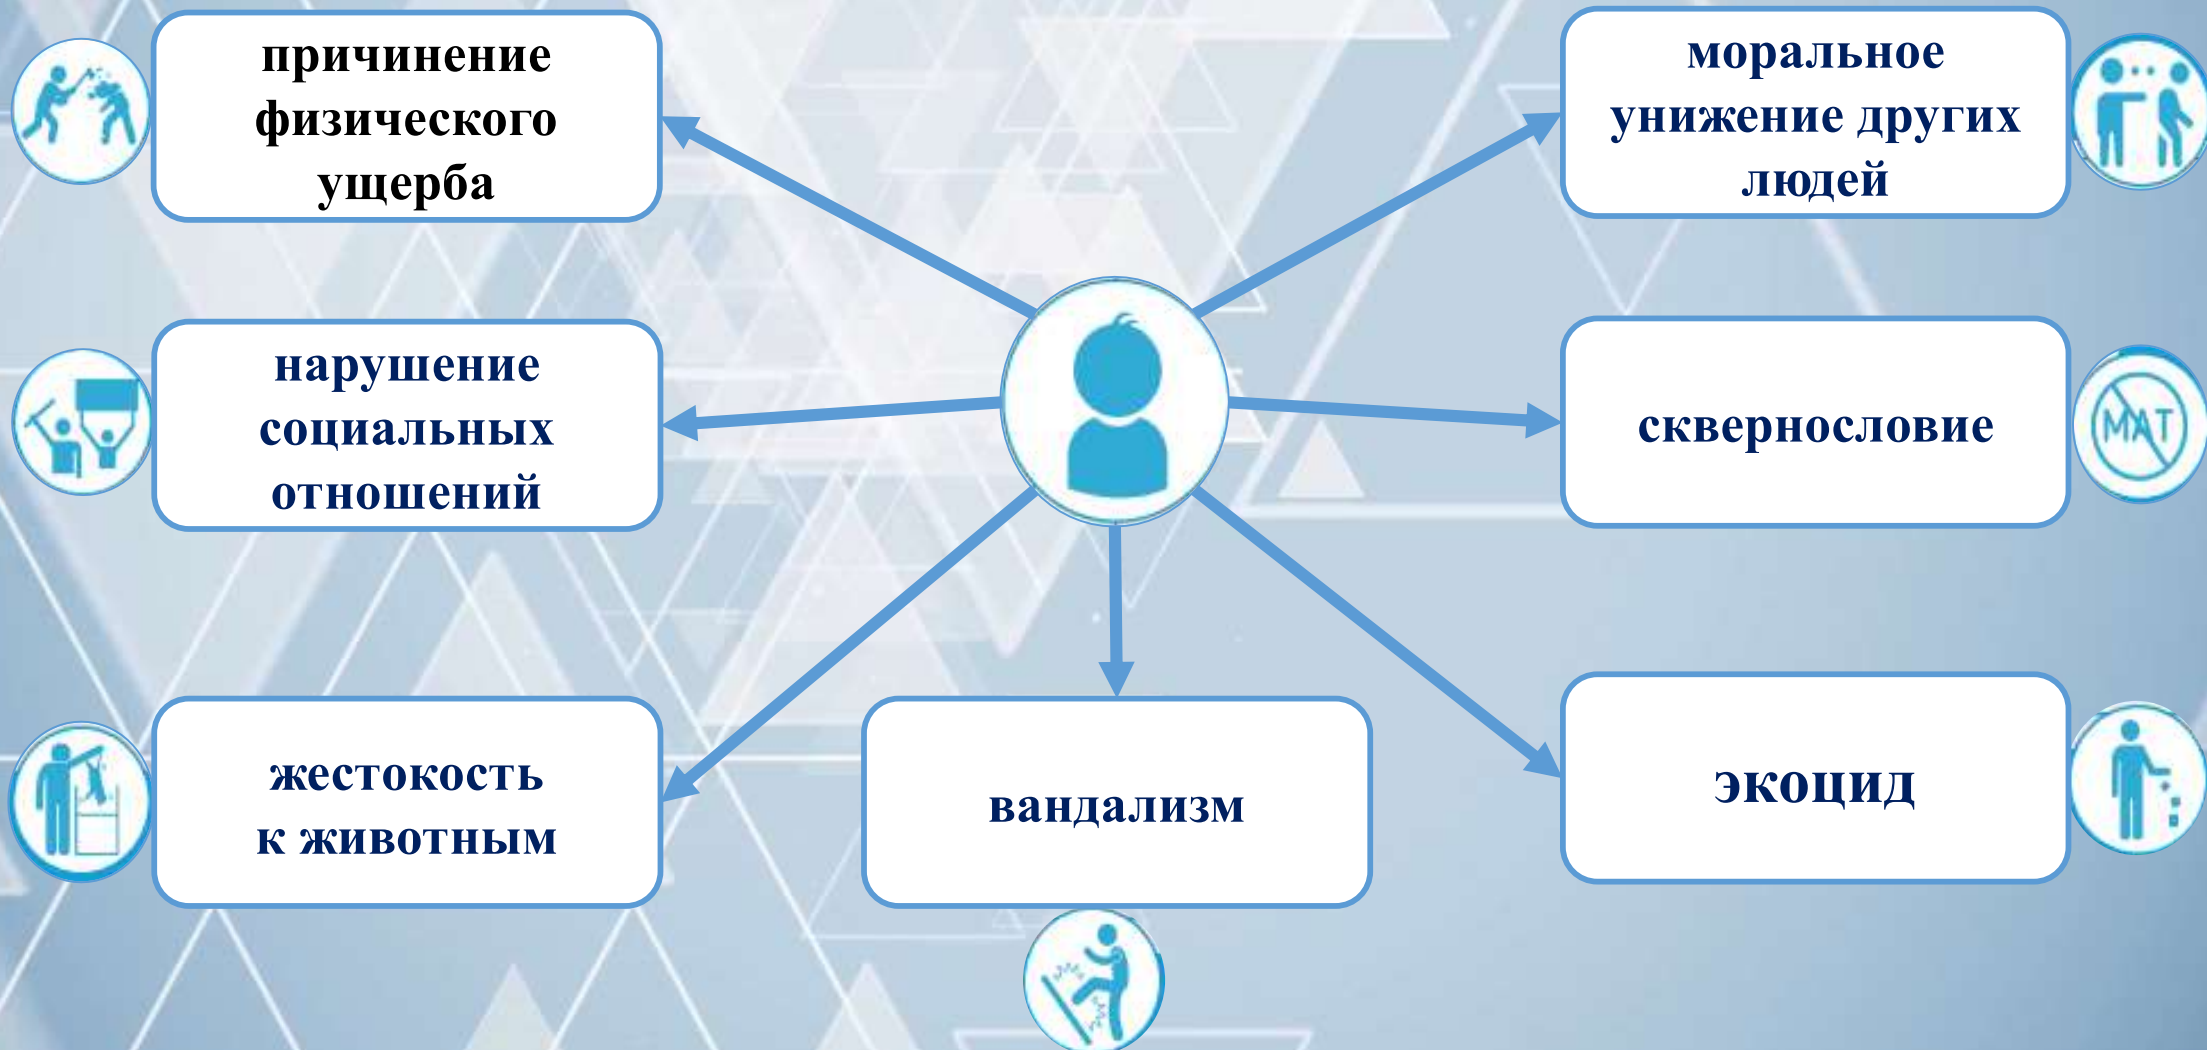 причинение
физического
ущерба
моральное
унижение других
людей
нарушение
социальных
отношений
сквернословие
МАТ
жестокость
к животным
вандализм
экоцид